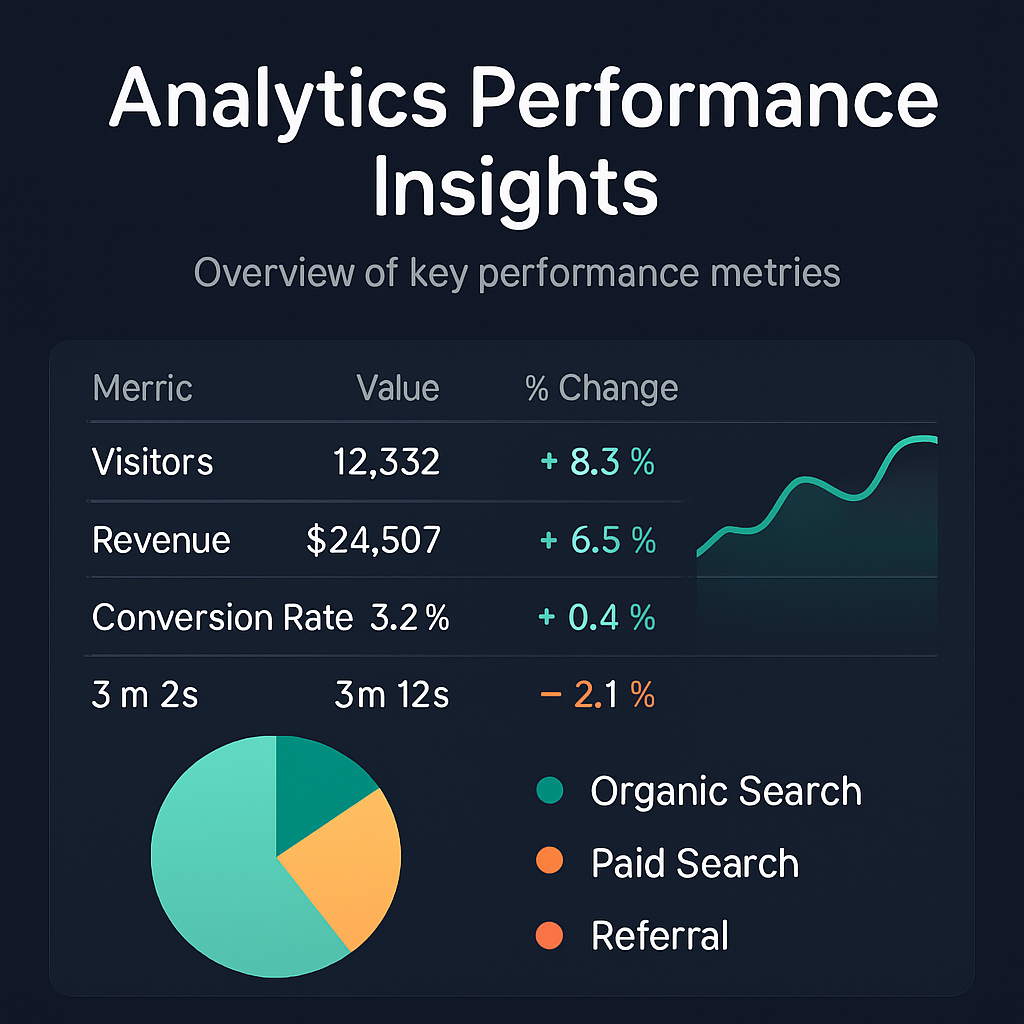 Analytics Performance
Insights
Overview of key performance metries
Merric Value % Change
Visitors 12,332 + 8.3 %
Revenue $24,507 + 6.5 %
Conversion Rate 3.2 % + 0.4 %
3 m 2s 3m 12s − 2.1 %
Organic Search
Paid Search
Referral